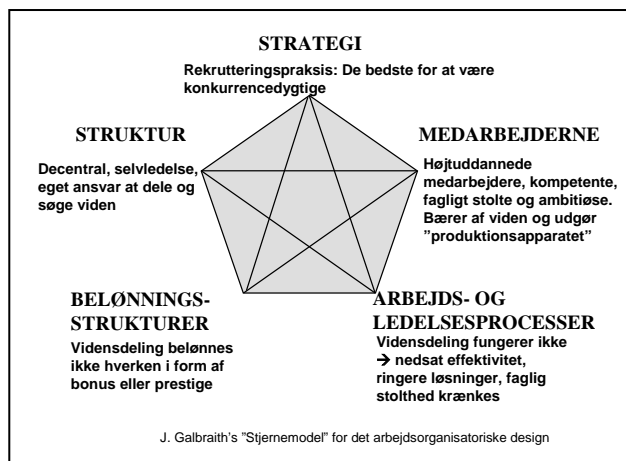 STRATEGI
Rekrutteringspraksis: De bedste for at være
konkurrencedygtige
STRUKTUR
Decentral, selvledelse,
eget ansvar at dele og
søge viden
MEDARBEJDERNE
Højtuddannede
medarbejdere, kompetente,
fagligt stolte og ambitiøse.
Bærer af viden og udgør
”produktionsapparatet”
BELØNNINGS-
STRUKTURER
Vidensdeling belønnes
ikke hverken i form af
bonus eller prestige
ARBEJDS- OG
LEDELSESPROCESSER
Vidensdeling fungerer ikke
→ nedsat effektivitet,
ringere løsninger, faglig
stolthed krænkes
J. Galbraith's ”Stjernemodel” for det arbejdsorganisatoriske design